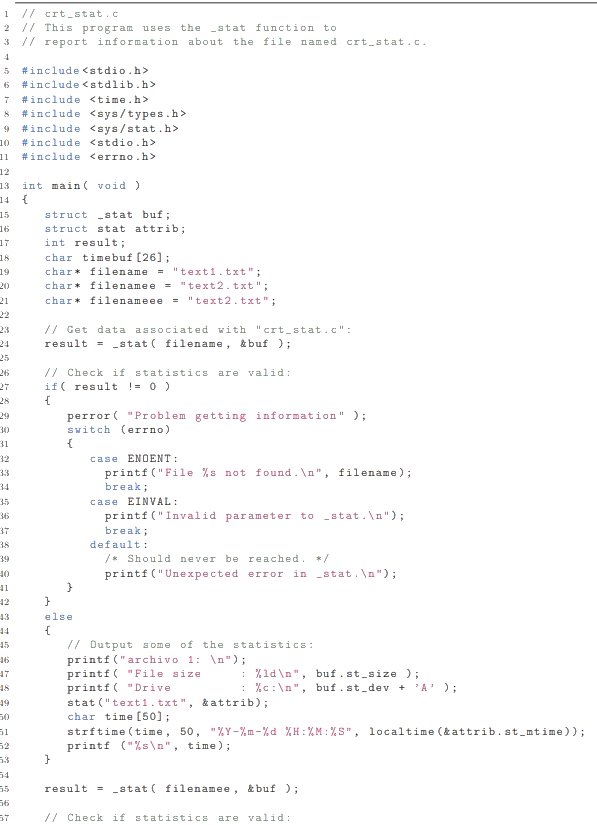 1 // crt_stat.c
2 // This program uses the _stat function to
3 // report information about the file named crt_stat.c.
4
5 #include<stdio.h>
6 #include<stdlib.h>
7 #include <time.h>
8 #include <sys/types.h>
9 #include <sys/stat.h>
10 #include <stdio.h>
11 #include <errno.h>
12
13 int main( void )
14 {
15    struct _stat buf;
16    struct stat attrib;
17    int result;
18    char timebuf[26];
19    char* filename = "text1.txt";
20    char* filenamee = "text2.txt";
21    char* filenameee = "text2.txt";
22
23    // Get data associated with "crt_stat.c":
24    result = _stat( filename, &buf );
25
26    // Check if statistics are valid:
27    if( result != 0 )
28    {
29       perror( "Problem getting information" );
30       switch (errno)
31       {
32          case ENOENT:
33            printf("File %s not found.\n", filename);
34            break;
35          case EINVAL:
36            printf("Invalid parameter to _stat.\n");
37            break;
38          default:
39            /* Should never be reached. */
40            printf("Unexpected error in _stat.\n");
41       }
42    }
43    else
44    {
45       // Output some of the statistics:
46       printf("archivo 1: \n");
47       printf( "File size     : %ld\n", buf.st_size );
48       printf( "Drive         : %c:\n", buf.st_dev + 'A' );
49       stat("text1.txt", &attrib);
50       char time[50];
51       strftime(time, 50, "%Y-%m-%d %H:%M:%S", localtime(&attrib.st_mtime));
52       printf ("%s\n", time);
53    }
54
55    result = _stat( filenamee, &buf );
56
57    // Check if statistics are valid: